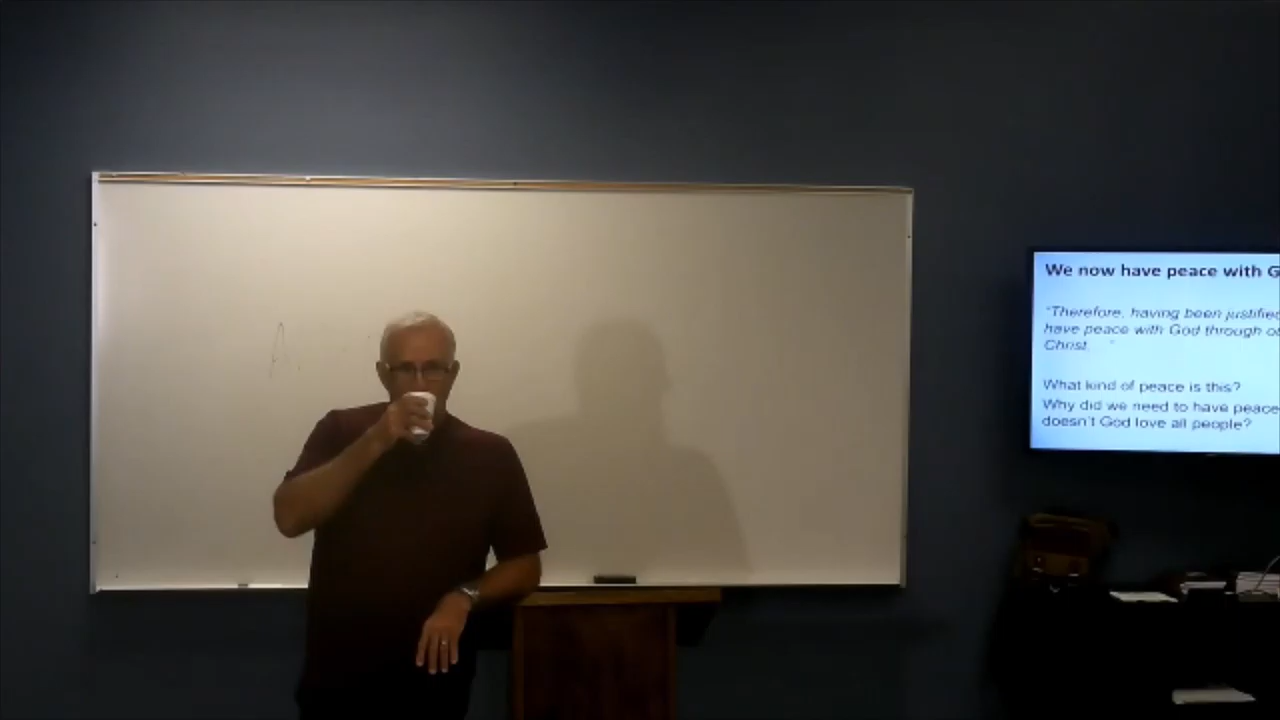 A
We now have peace with G
"Therefore, having been justified
have peace with God through o
Christ. "
What kind of peace is this?
Why did we need to have peace
doesn't God love all people?